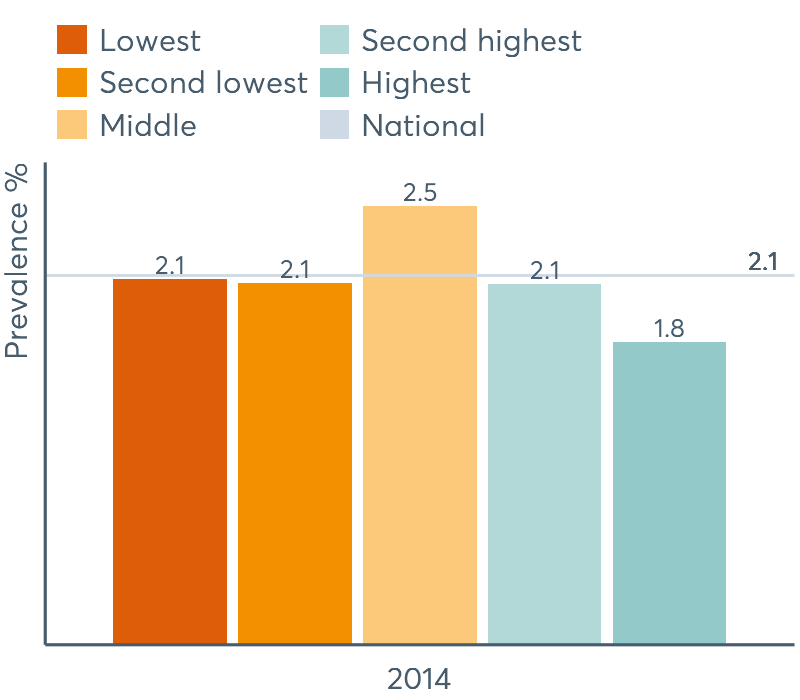 Lowest
Second lowest
Middle
Second highest
Highest
National
Prevalence %
2.1
2.1
2.5
2.1
1.8
2.1
2014